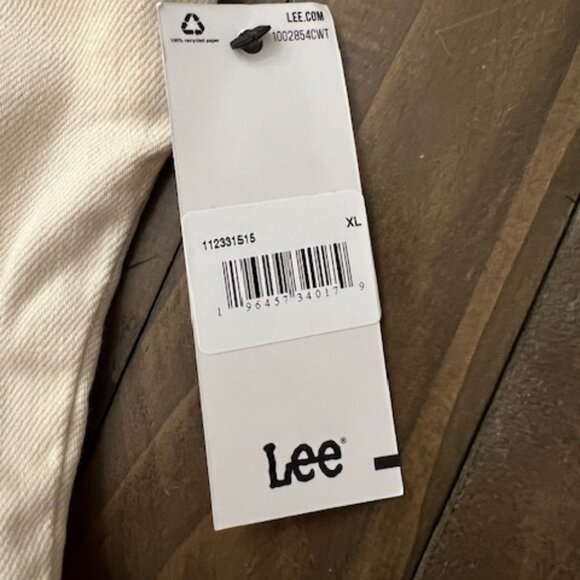 LEE.COM
100% recycled paper
1002854CWT
XL
112331515
1 96457 34017 9
Lee®